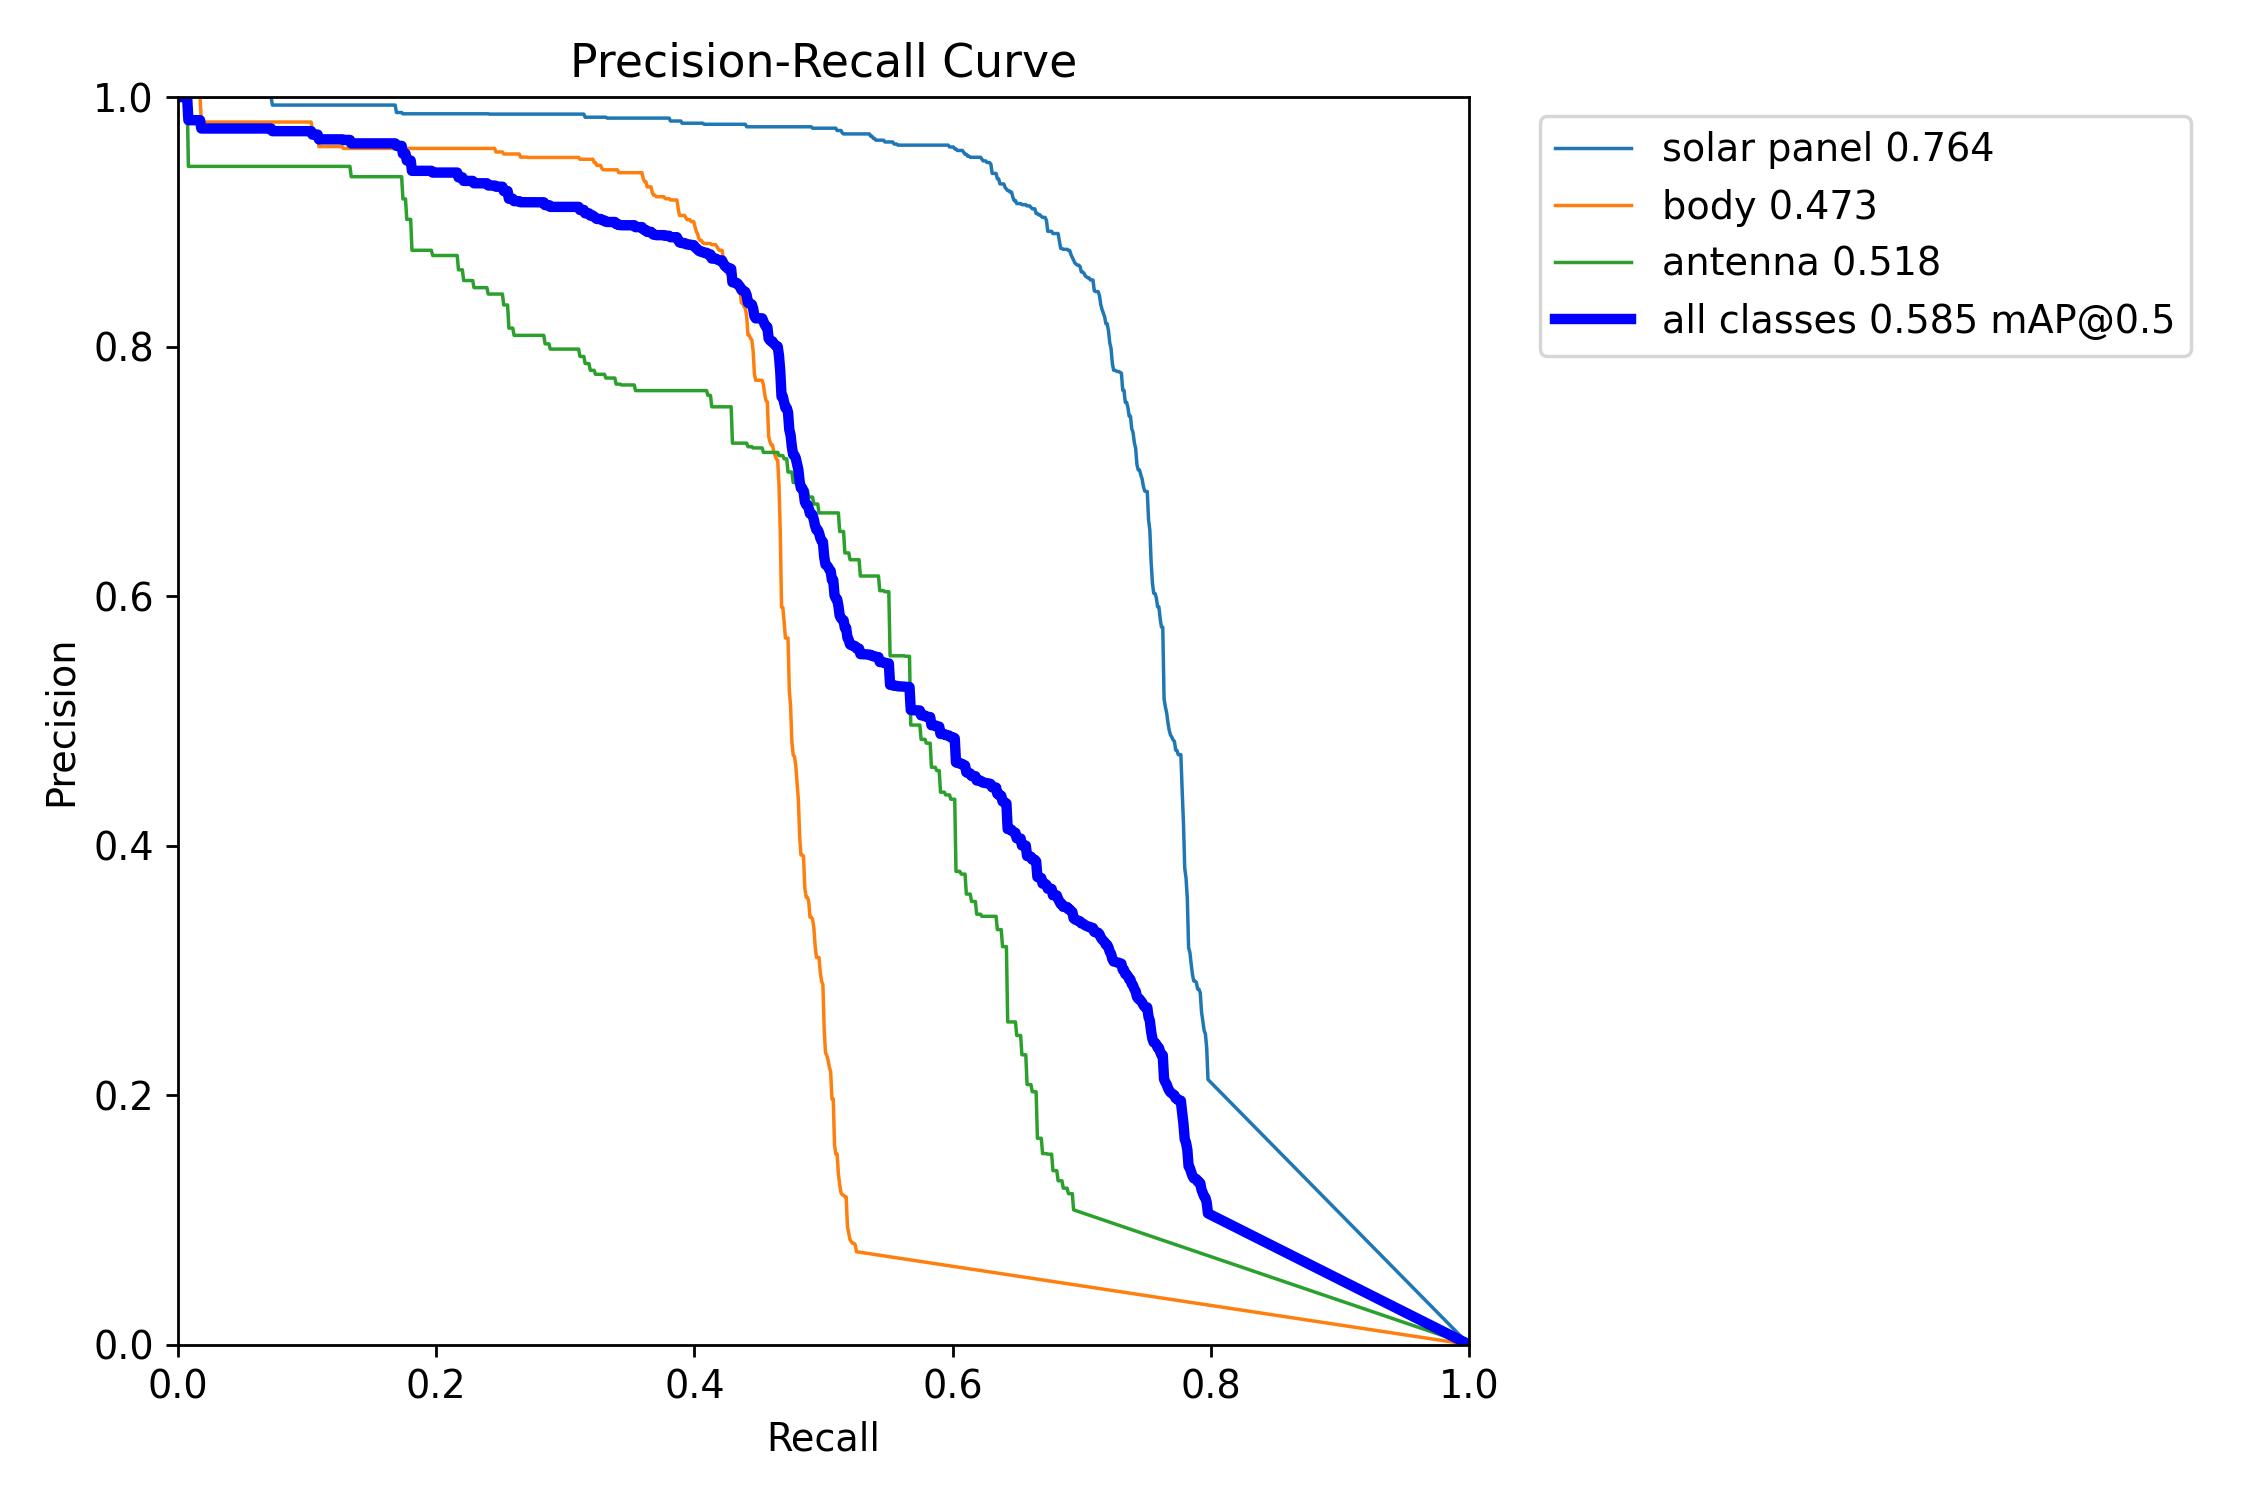 Precision-Recall Curve
1.0
0.8
0.6
0.4
0.2
0.0
Precision
0.0 0.2 0.4 0.6 0.8 1.0
Recall
solar panel 0.764
body 0.473
antenna 0.518
all classes 0.585 mAP@0.5